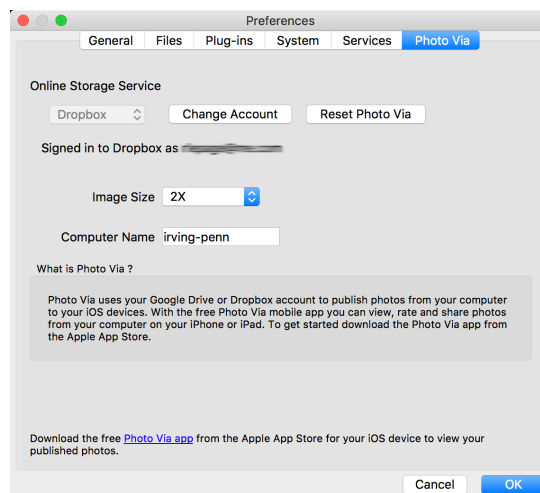 Preferences
General Files Plug-ins System Services Photo Via
Online Storage Service
Dropbox Change Account Reset Photo Via
Signed in to Dropbox as
Image Size 2X
Computer Name irving-penn
What is Photo Via ?
Photo Via uses your Google Drive or Dropbox account to publish photos from your computer
to your iOS devices. With the free Photo Via mobile app you can view, rate and share photos
from your computer on your iPhone or iPad. To get started download the Photo Via app from
the Apple App Store.
Download the free Photo Via app from the Apple App Store for your iOS device to view your
published photos.
Cancel OK